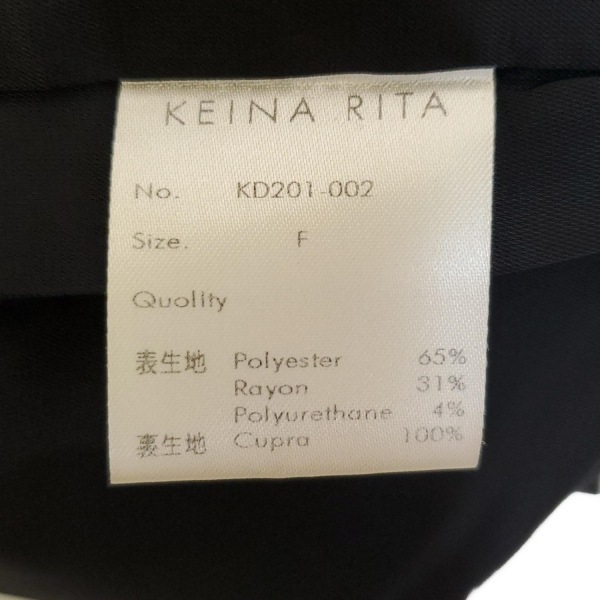 KEINA RITA
No. KD201-002
Size. F
Quolity
表生地 Polyester 65%
Rayon 31%
Polyurethane 4%
裏生地 Cupra 100%